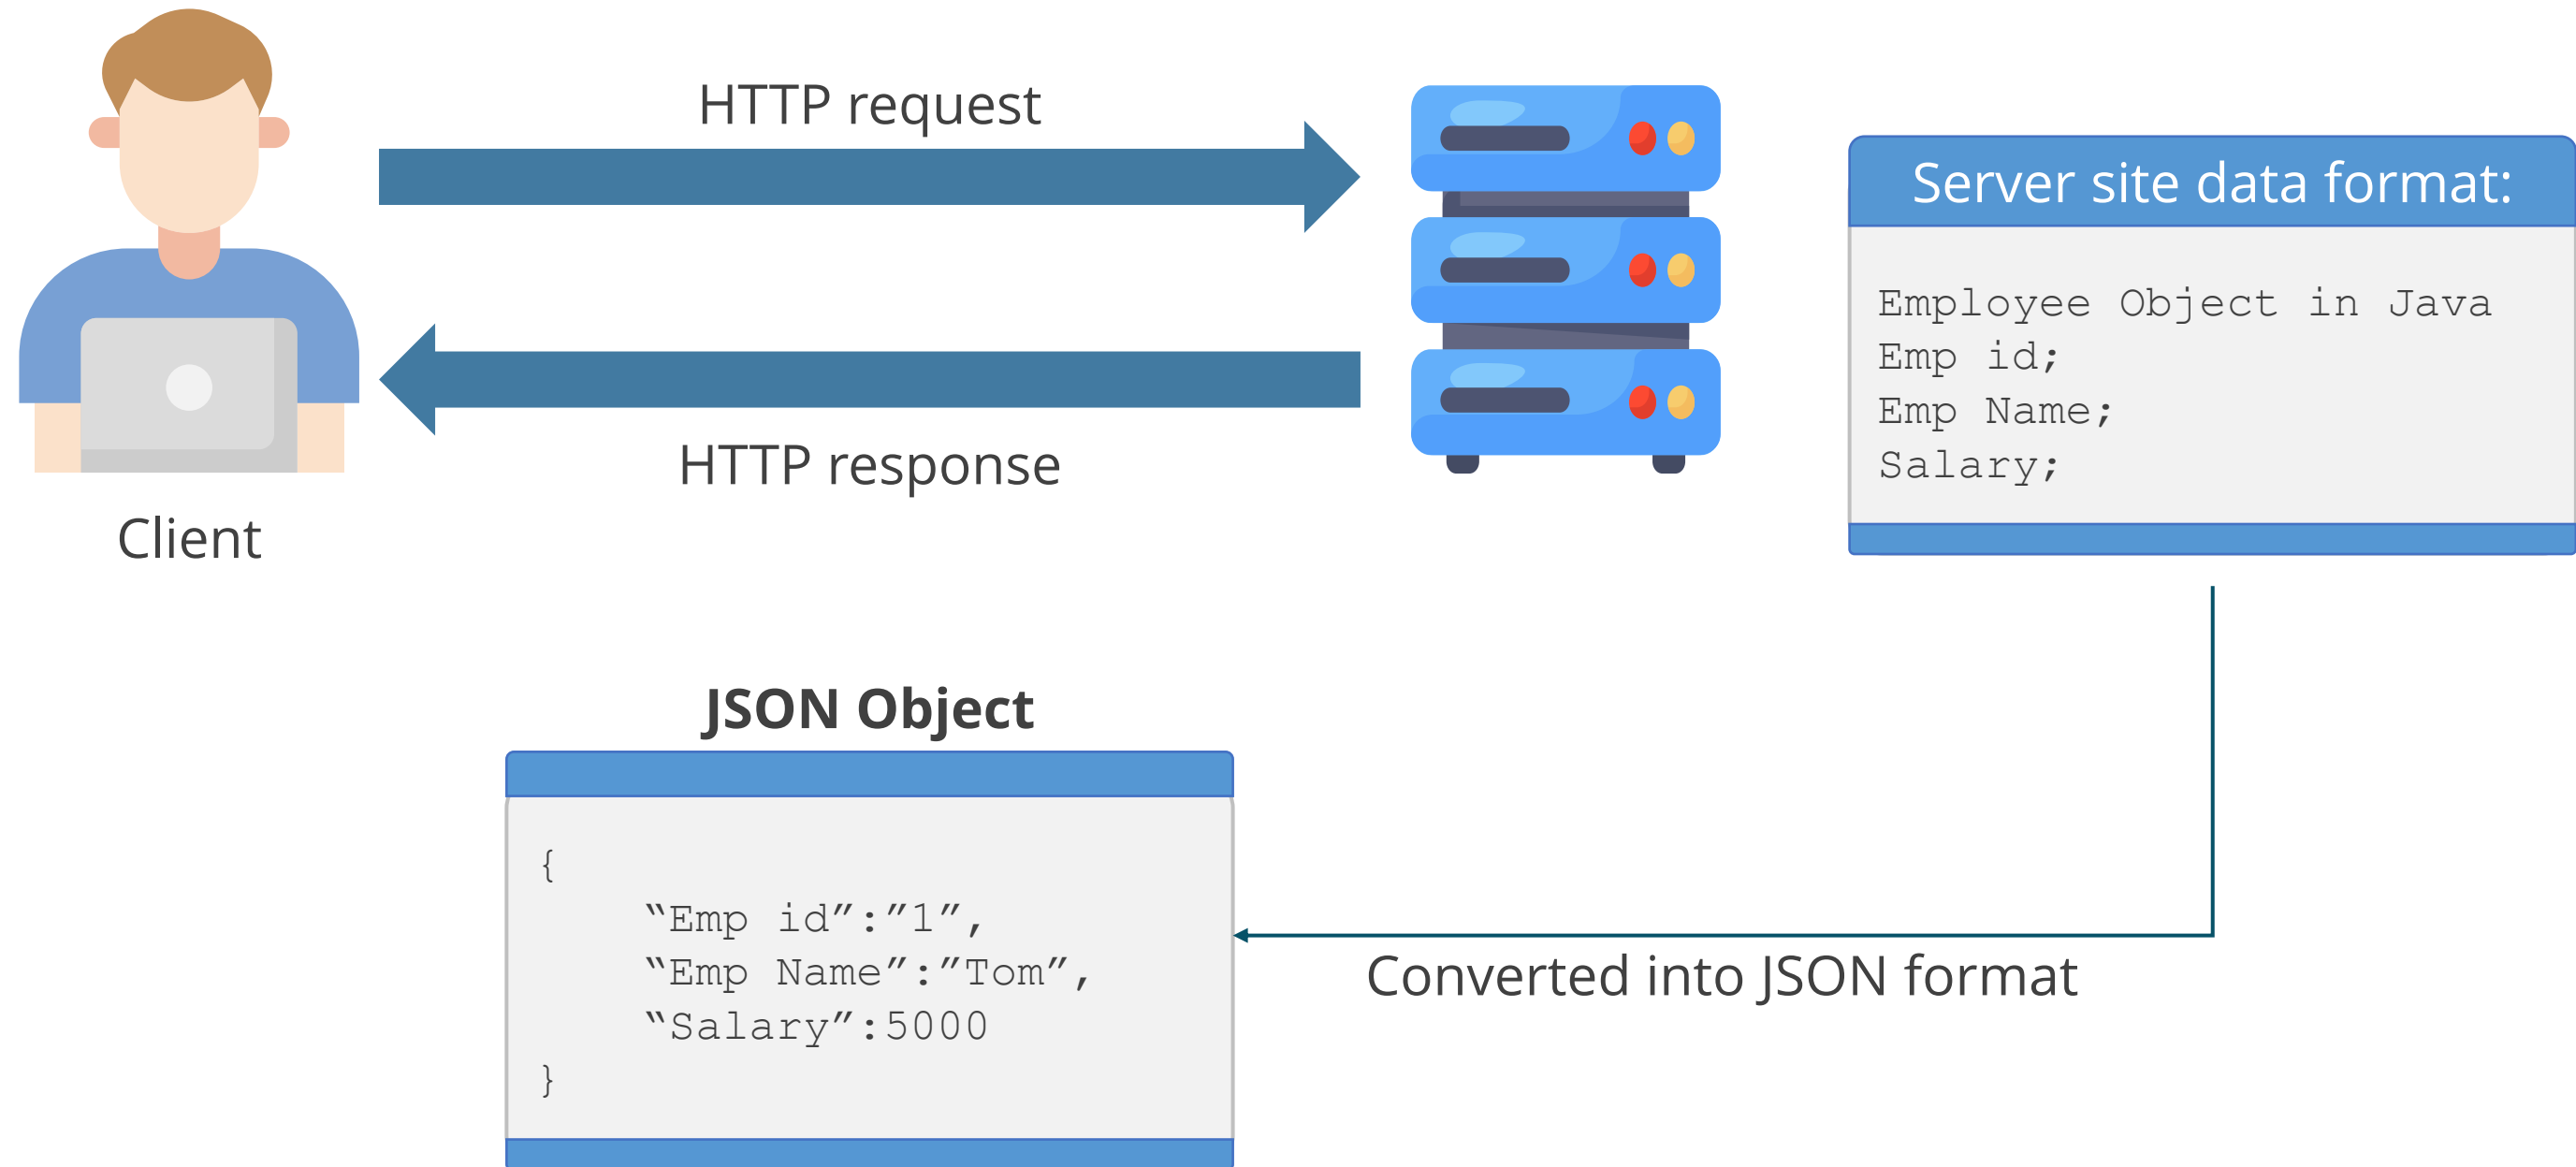 HTTP request
HTTP response
Client
Server site data format:
Employee Object in Java
Emp id;
Emp Name;
Salary;
JSON Object
{
“Emp id”:”1”,
“Emp Name”:”Tom”,
“Salary”:5000
}
Converted into JSON format